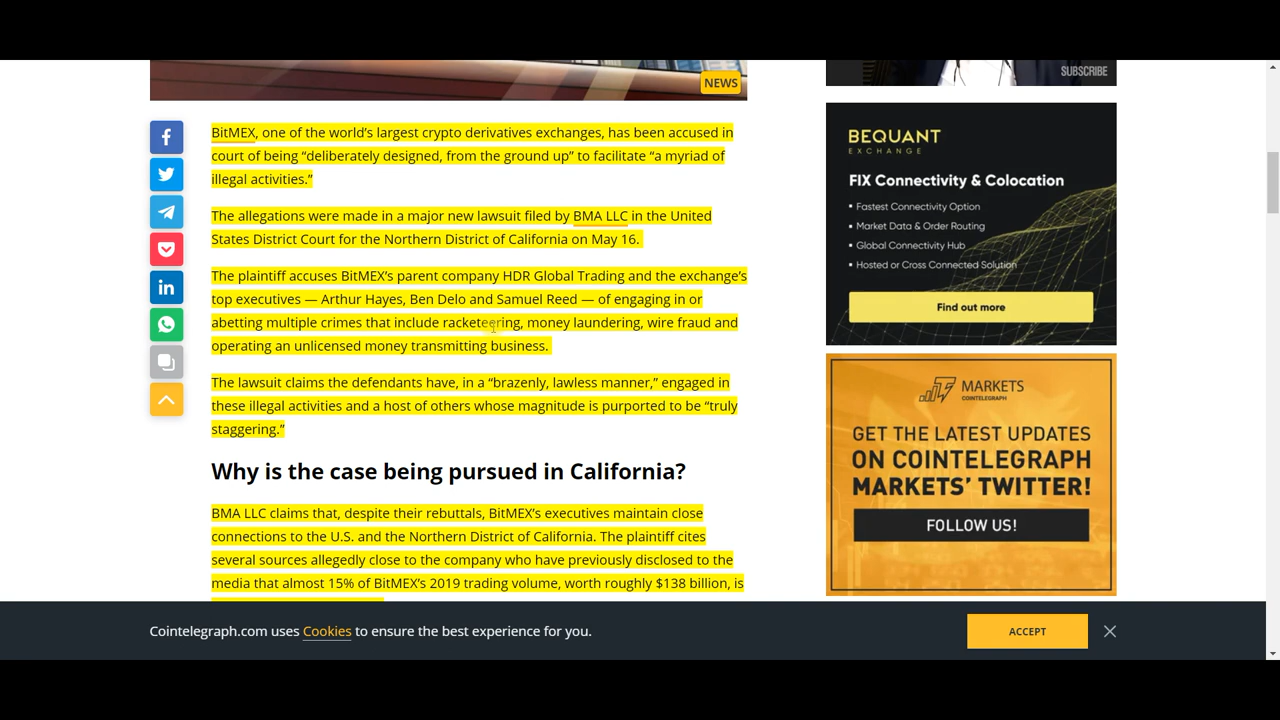 NEWS
BitMEX, one of the world’s largest crypto derivatives exchanges, has been accused in
court of being “deliberately designed, from the ground up” to facilitate “a myriad of
illegal activities.”
The allegations were made in a major new lawsuit filed by BMA LLC in the United
States District Court for the Northern District of California on May 16.
The plaintiff accuses BitMEX’s parent company HDR Global Trading and the exchange’s
top executives — Arthur Hayes, Ben Delo and Samuel Reed — of engaging in or
abetting multiple crimes that include racketeering, money laundering, wire fraud and
operating an unlicensed money transmitting business.
The lawsuit claims the defendants have, in a “brazenly, lawless manner,” engaged in
these illegal activities and a host of others whose magnitude is purported to be “truly
staggering.”
Why is the case being pursued in California?
BMA LLC claims that, despite their rebuttals, BitMEX’s executives maintain close
connections to the U.S. and the Northern District of California. The plaintiff cites
several sources allegedly close to the company who have previously disclosed to the
media that almost 15% of BitMEX’s 2019 trading volume, worth roughly $138 billion, is
SUBSCRIBE
BEQUANT
EXCHANGE
FIX Connectivity & Colocation
Fastest Connectivity Option
Market Data & Order Routing
Global Connectivity Hub
Hosted or Cross Connected Solution
Find out more
MARKETS
COINTELEGRAPH
GET THE LATEST UPDATES
ON COINTELEGRAPH
MARKETS’ TWITTER!
FOLLOW US!
Cointelegraph.com uses Cookies to ensure the best experience for you.
ACCEPT